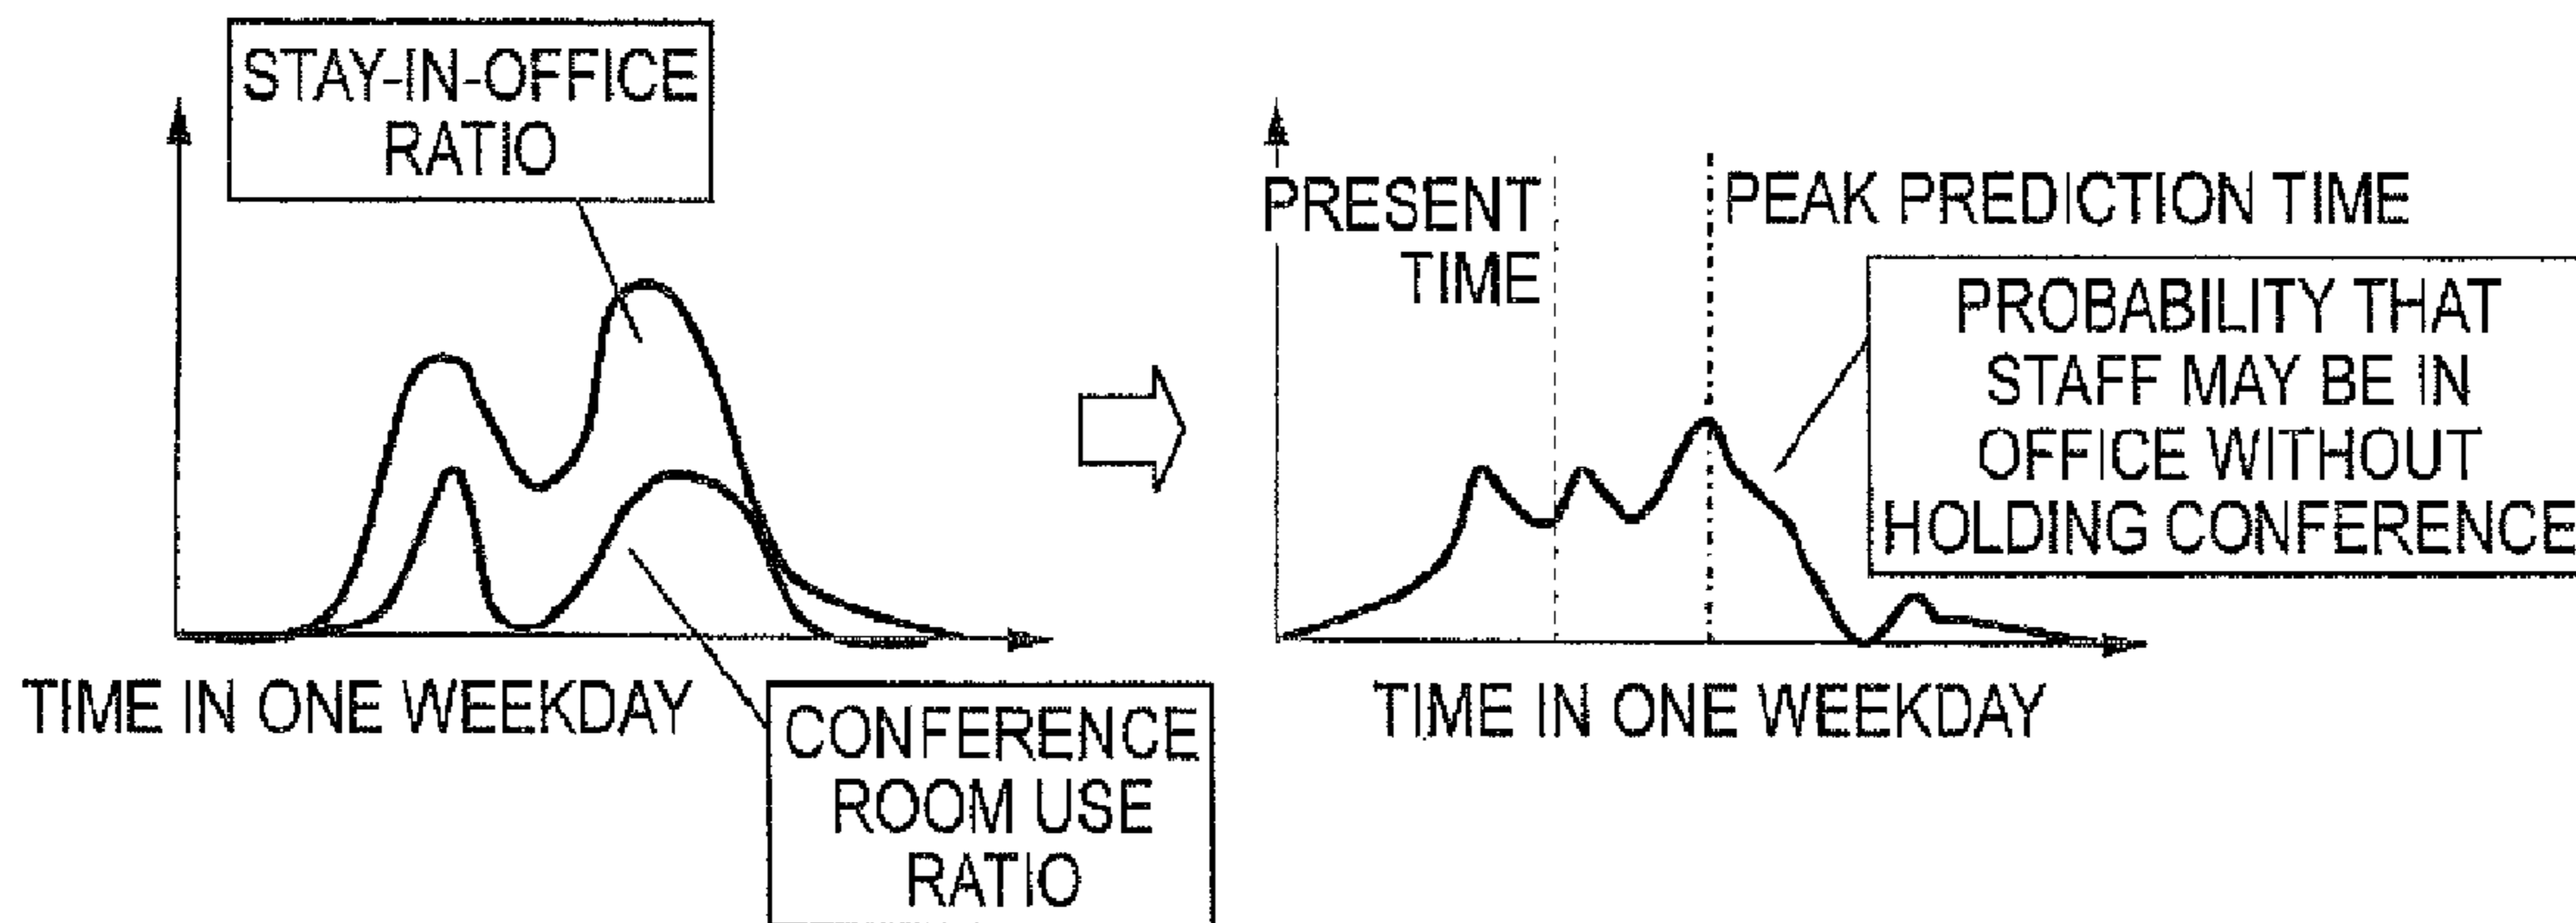 STAY-IN-OFFICE
RATIO
TIME IN ONE WEEKDAY
CONFERENCE
ROOM USE
RATIO
PRESENT
TIME
PEAK PREDICTION TIME
PROBABILITY THAT
STAFF MAY BE IN
OFFICE WITHOUT
HOLDING CONFERENCE
TIME IN ONE WEEKDAY